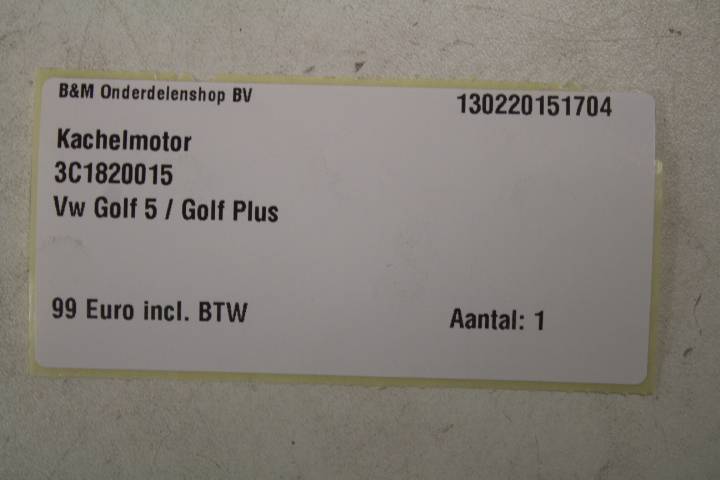 B&M Onderdelenshop BV 130220151704
Kachelmotor
3C1820015
Vw Golf 5 / Golf Plus
99 Euro incl. BTW Aantal: 1